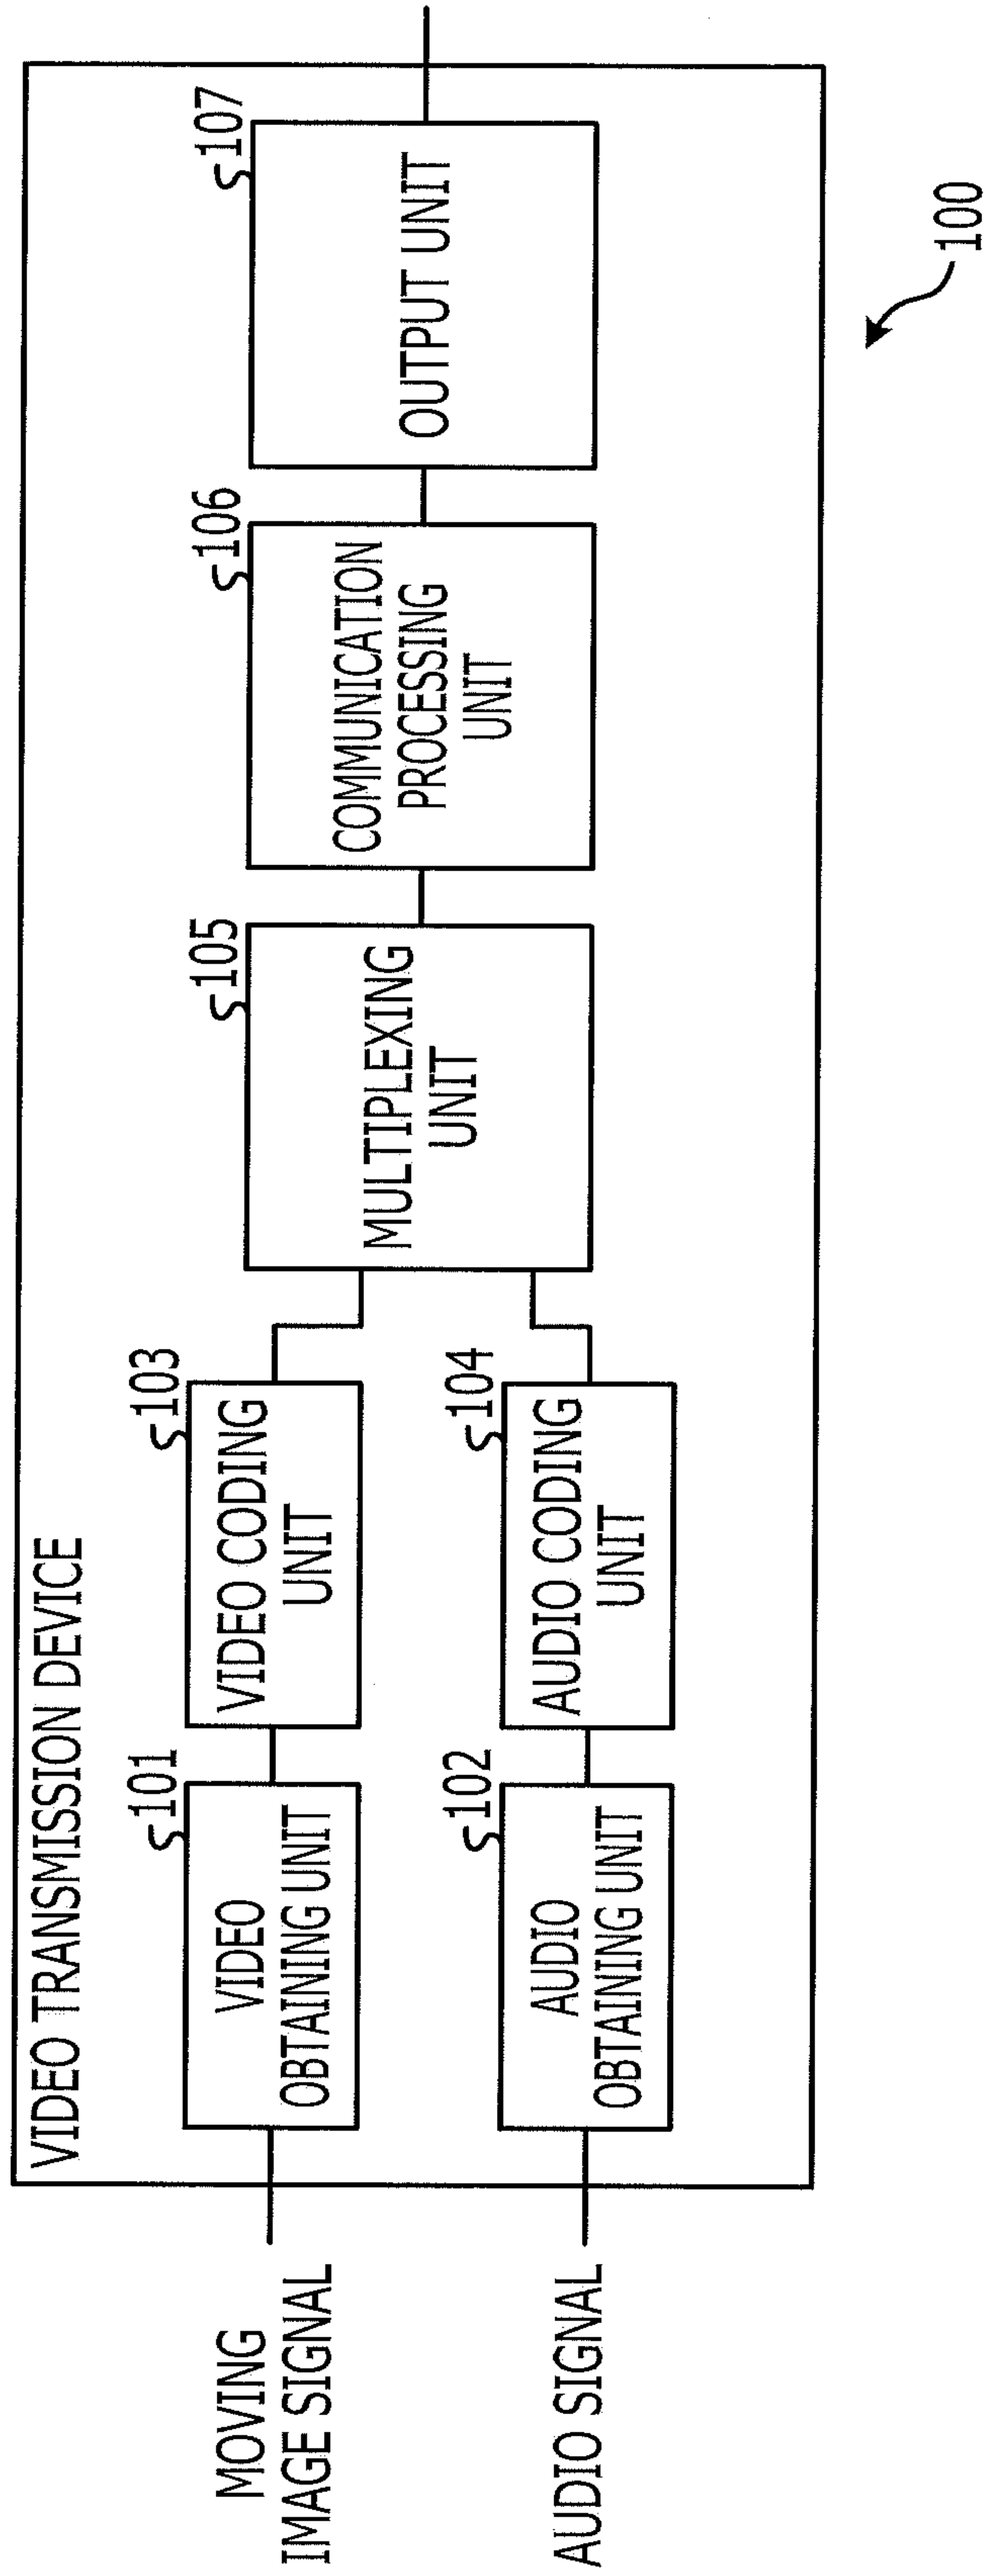 VIDEO TRANSMISSION DEVICE
MOVING
IMAGE SIGNAL
AUDIO SIGNAL
101
VIDEO
OBTAINING UNIT
102
AUDIO
OBTAINING UNIT
103
VIDEO CODING
UNIT
104
AUDIO CODING
UNIT
105
MULTIPLEXING
UNIT
106
COMMUNICATION
PROCESSING
UNIT
107
OUTPUT UNIT
100